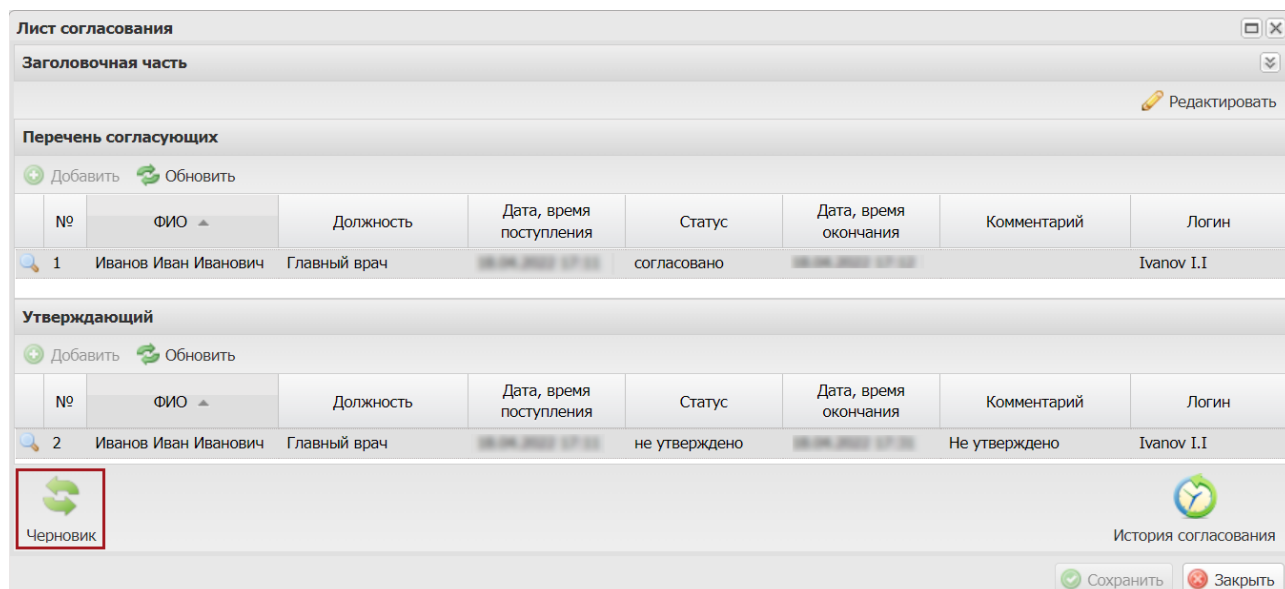 Лист согласования
Заголовочная часть
Редактировать
Перечень согласующих
Добавить Обновить
№ ФИО Должность Дата, время поступления Статус Дата, время окончания Комментарий Логин
1 Иванов Иван Иванович Главный врач согласовано Ivanov I.I
Утверждающий
Добавить Обновить
№ ФИО Должность Дата, время поступления Статус Дата, время окончания Комментарий Логин
2 Иванов Иван Иванович Главный врач не утверждено Не утверждено Ivanov I.I
Черновик История согласования
Сохранить Закрыть